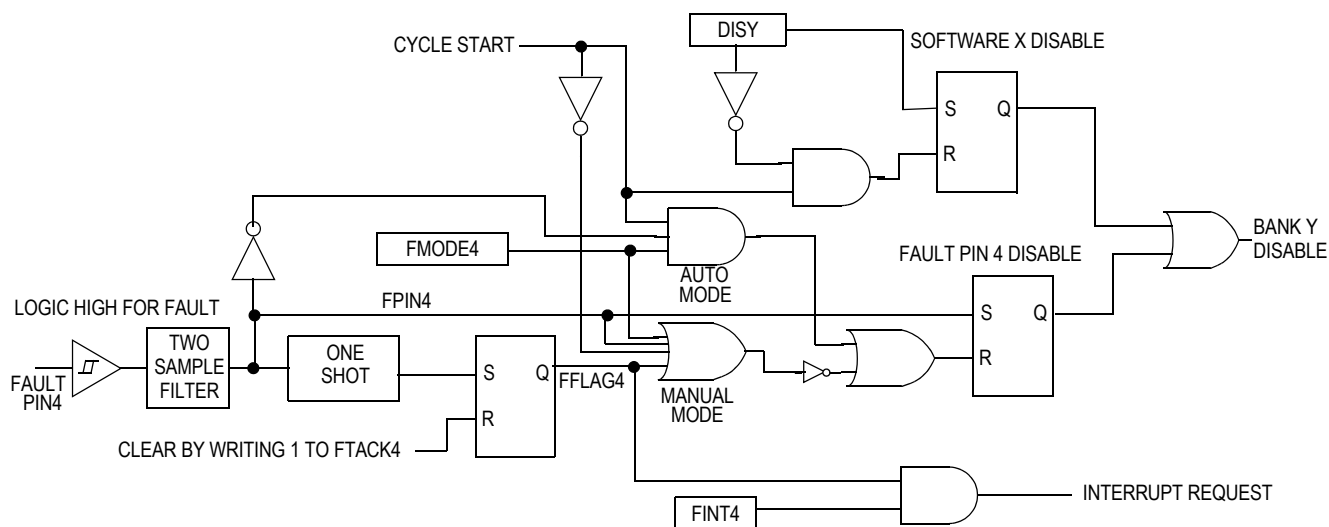 DISY
CYCLE START
SOFTWARE X DISABLE
S
Q
R
FMODE4
AUTO
MODE
BANK Y
DISABLE
FAULT PIN 4 DISABLE
LOGIC HIGH FOR FAULT
FPIN4
S
Q
R
TWO
SAMPLE
FILTER
ONE
SHOT
FAULT
PIN4
S
Q
R
FFLAG4
MANUAL
MODE
CLEAR BY WRITING 1 TO FTACK4
FINT4
INTERRUPT REQUEST